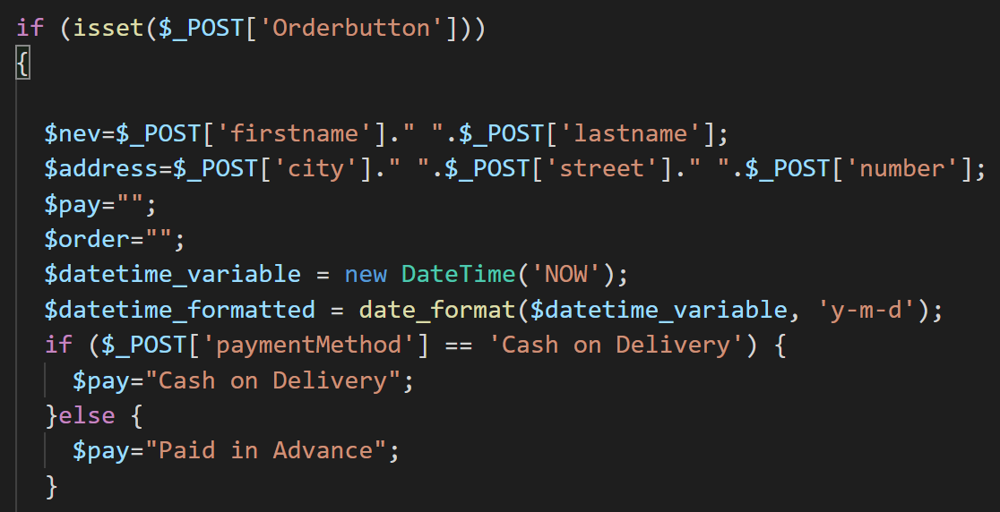 if (isset($_POST['Orderbutton']))
{
$nev=$_POST['firstname']." ".$_POST['lastname'];
$address=$_POST['city']." ".$_POST['street']." ".$_POST['number'];
$pay="";
$order="";
$datetime_variable = new DateTime('NOW');
$datetime_formatted = date_format($datetime_variable, 'y-m-d');
if ($_POST['paymentMethod'] == 'Cash on Delivery') {
$pay="Cash on Delivery";
}else {
$pay="Paid in Advance";
}